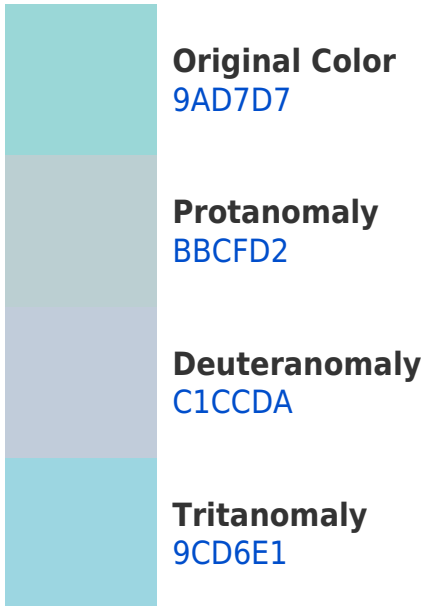 Original Color
9AD7D7
Protanomaly
BBCFD2
Deuteranomaly
C1CCDA
Tritanomaly
9CD6E1